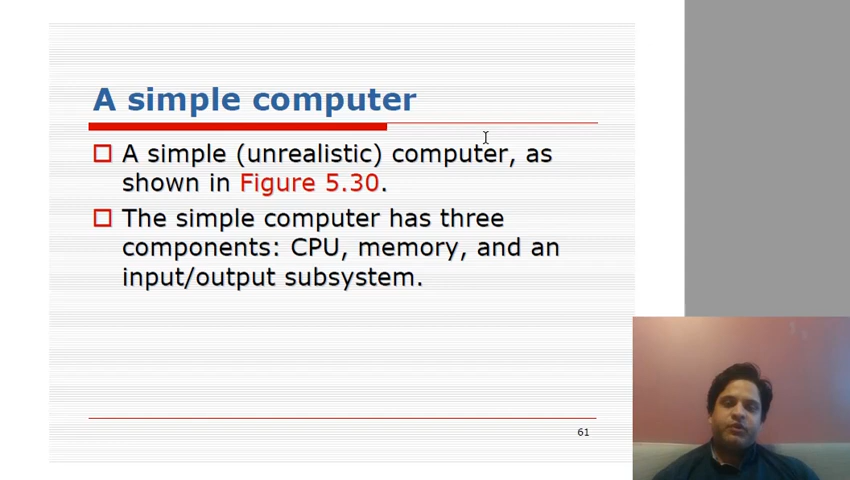 A simple computer
A simple (unrealistic) computer, as
shown in Figure 5.30.
The simple computer has three
components: CPU, memory, and an
input/output subsystem.
61